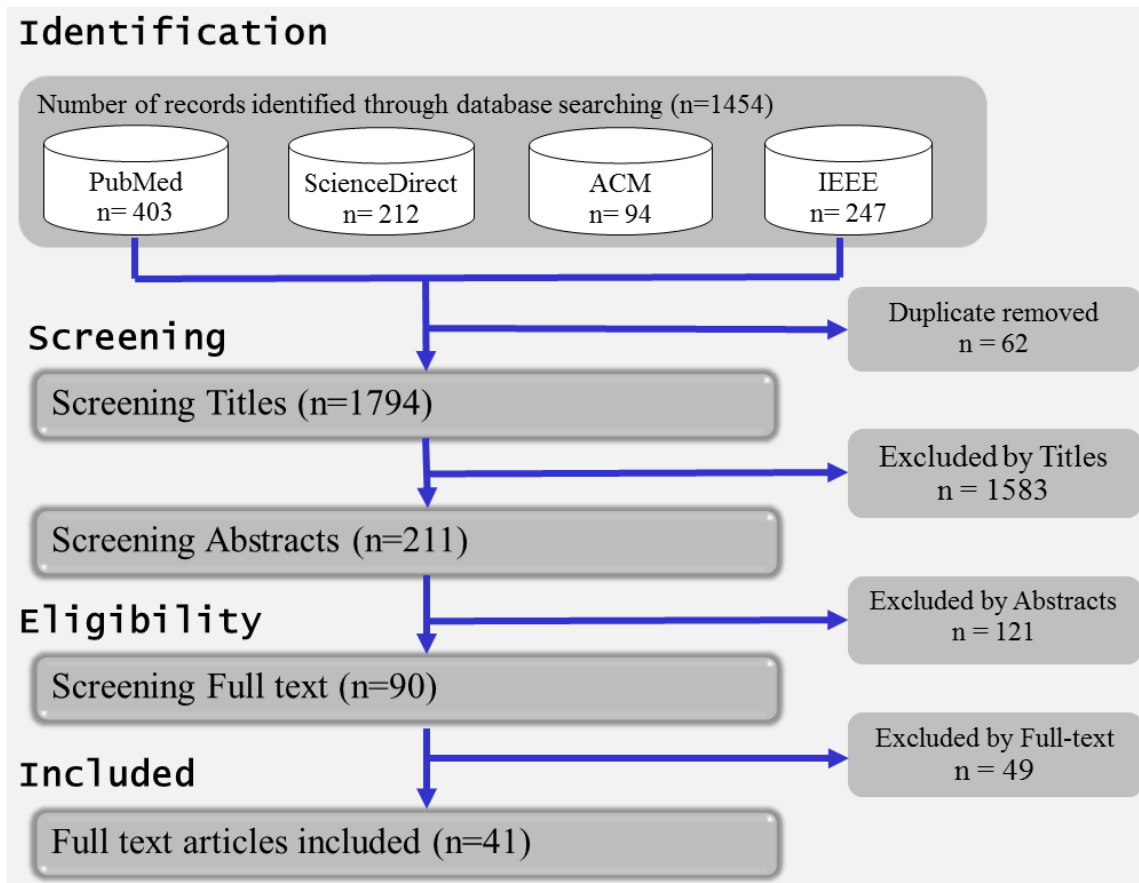 Identification
Number of records identified through database searching (n=1454)
PubMed
n= 403
ScienceDirect
n= 212
ACM
n= 94
IEEE
n= 247
Duplicate removed
n = 62
Screening
Screening Titles (n=1794)
Excluded by Titles
n = 1583
Screening Abstracts (n=211)
Excluded by Abstracts
n = 121
Eligibility
Screening Full text (n=90)
Excluded by Full-text
n = 49
Included
Full text articles included (n=41)